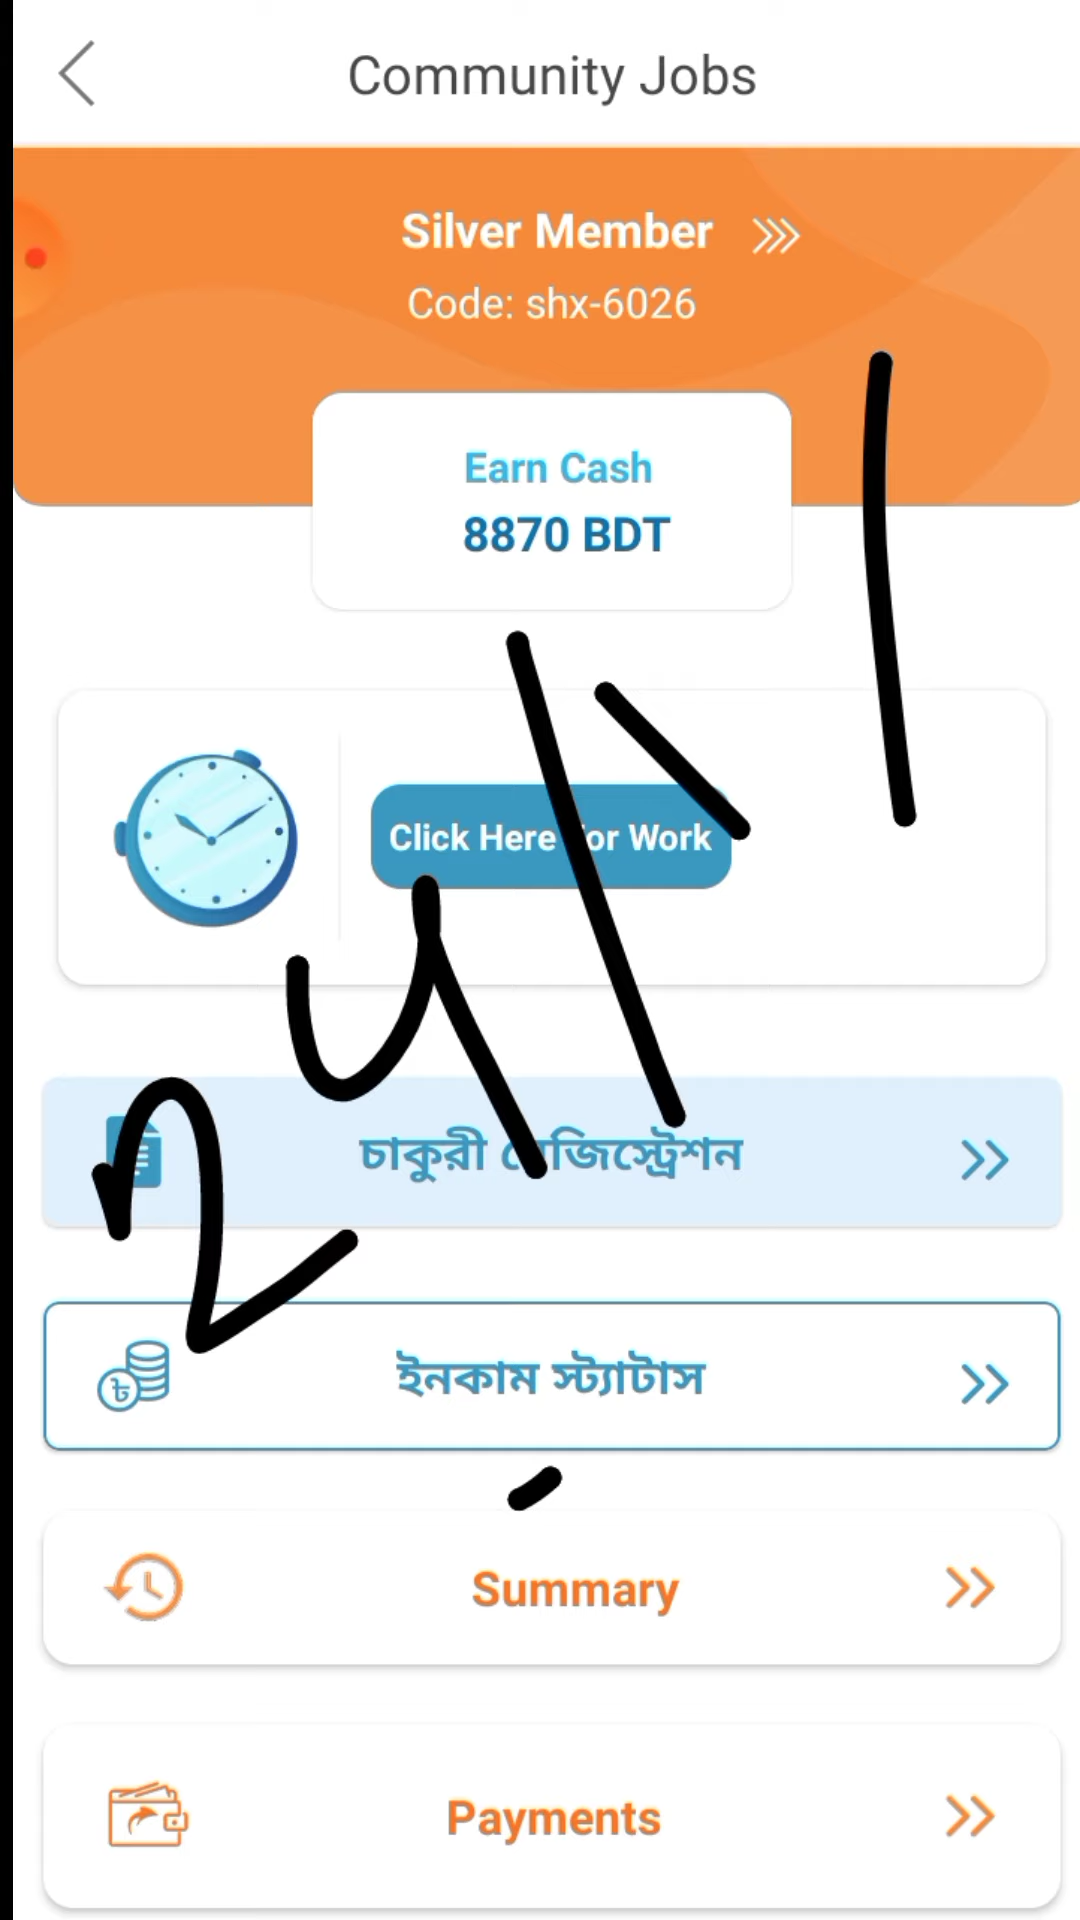 Community Jobs
Silver Member
Code: shx-6026
Earn Cash
8870 BDT
Click Here for Work
চাকুরী রেজিস্ট্রেশন
ইনকাম স্ট্যাটাস
Summary
Payments